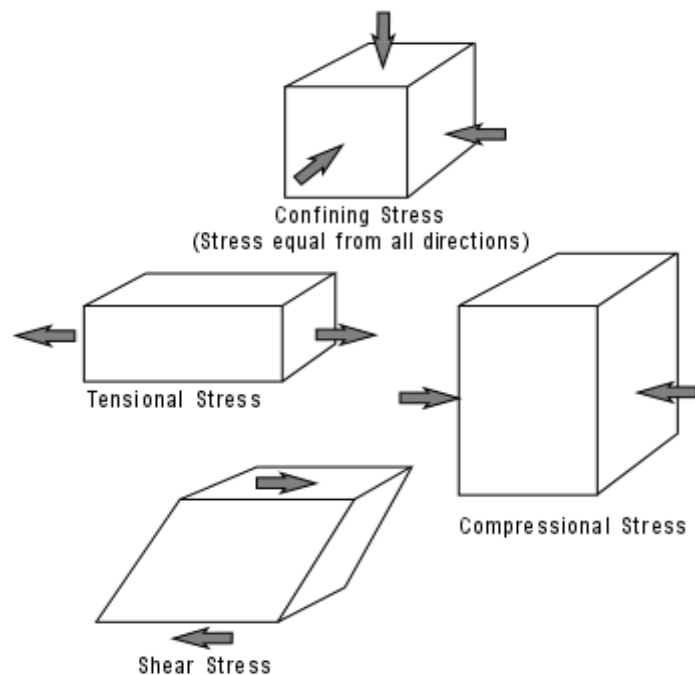 Confining Stress
(Stress equal from all directions)
Tensional Stress
Compressional Stress
Shear Stress